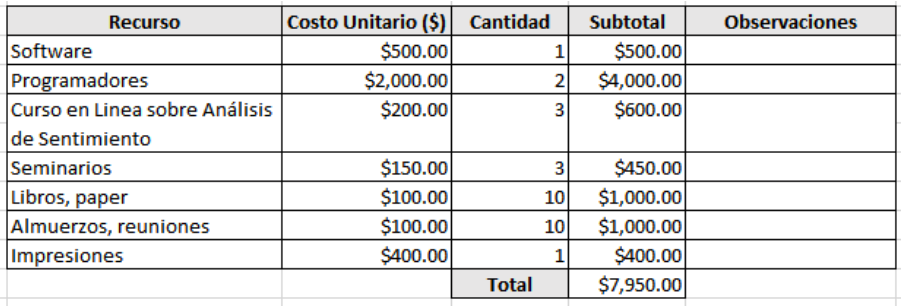 Recurso Costo Unitario ($) Cantidad Subtotal Observaciones
Software $500.00 1 $500.00
Programadores $2,000.00 2 $4,000.00
Curso en Linea sobre Análisis $200.00 3 $600.00
de Sentimiento
Seminarios $150.00 3 $450.00
Libros, paper $100.00 10 $1,000.00
Almuerzos, reuniones $100.00 10 $1,000.00
Impresiones $400.00 1 $400.00
Total $7,950.00